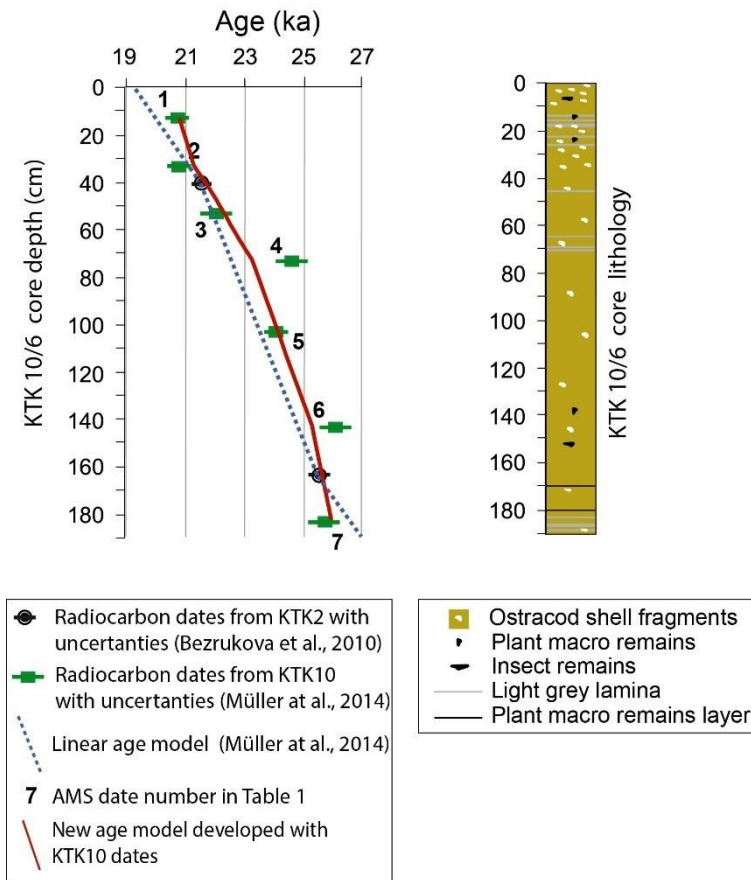 Age (ka)
19 21 23 25 27
KTK 10/6 core depth (cm)
0
20
40
60
80
100
120
140
160
180
1
2
3
4
5
6
7
0
20
40
60
80
100
120
140
160
180
KTK 10/6 core lithology
Radiocarbon dates from KTK2 with
uncertanties (Bezrukova et al., 2010)
Radiocarbon dates from KTK10
with uncertanties (Müller at al., 2014)
Linear age model (Müller at al., 2014)
7 AMS date number in Table 1
New age model developed with
KTK10 dates
Ostracod shell fragments
Plant macro remains
Insect remains
Light grey lamina
Plant macro remains layer